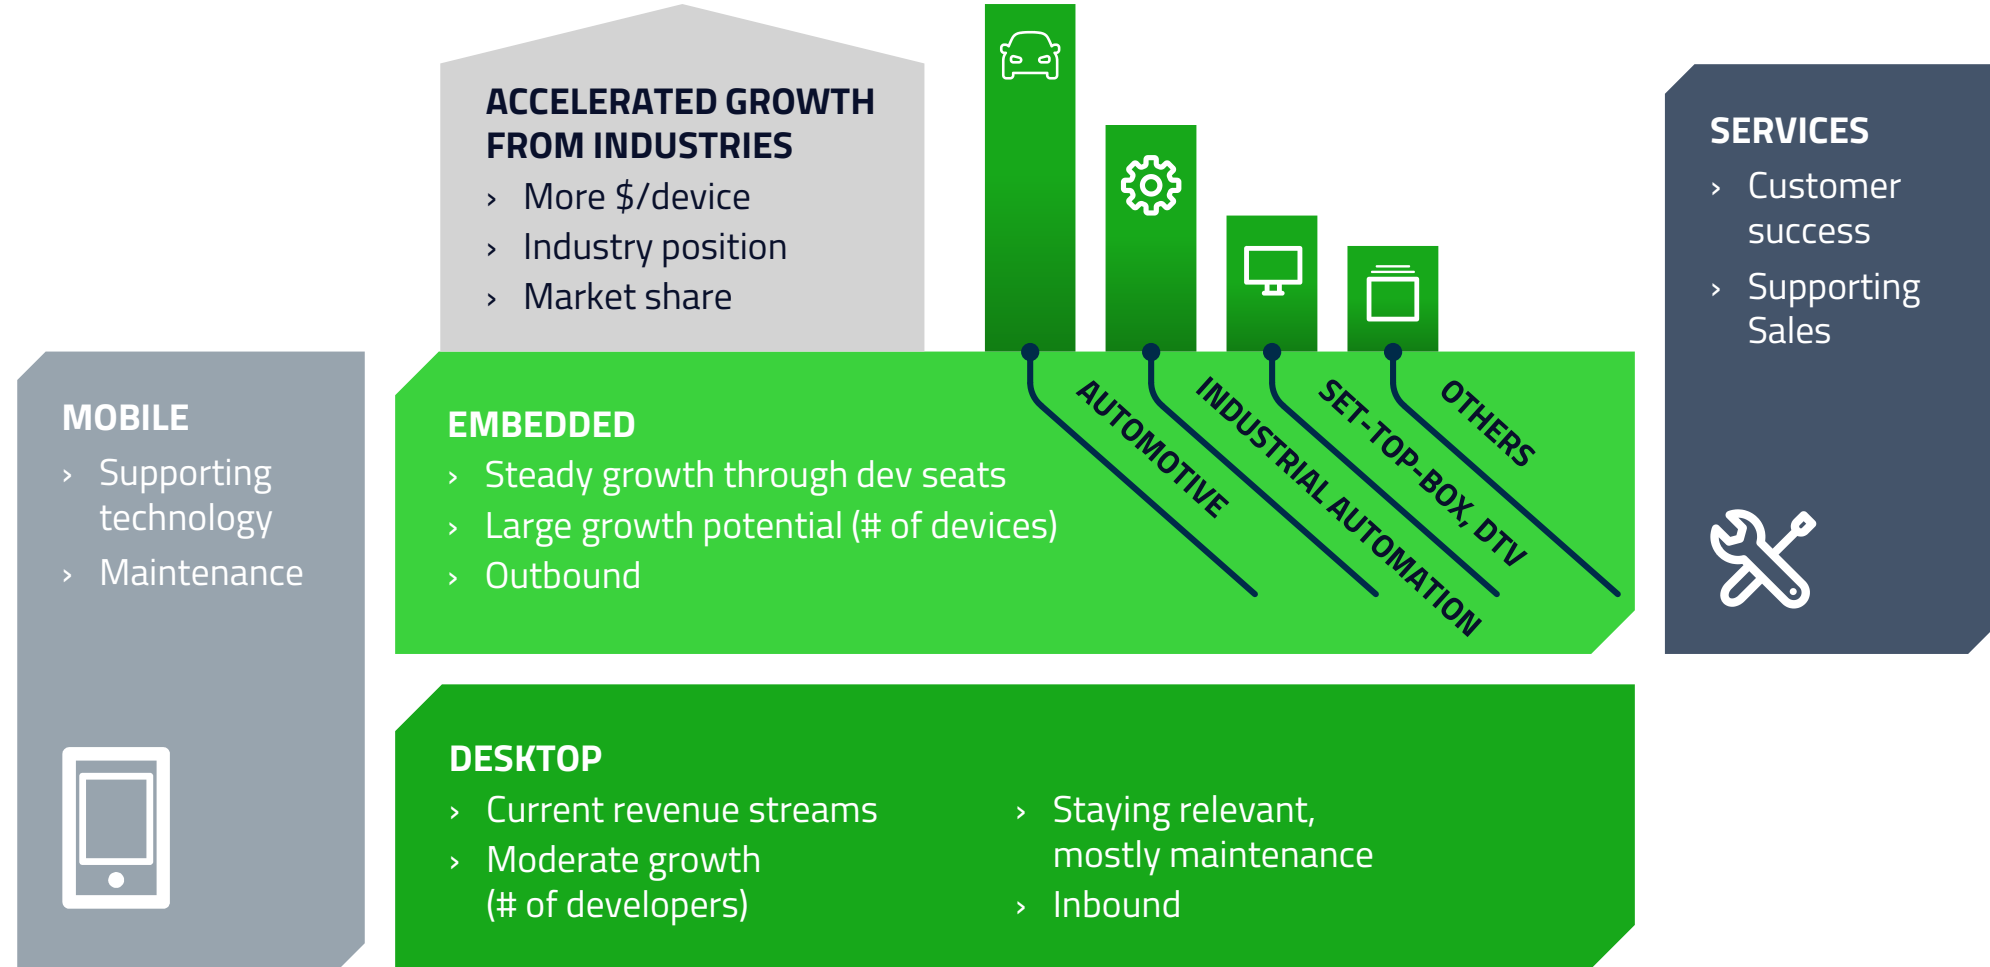 ACCELERATED GROWTH
FROM INDUSTRIES
› More $/device
› Industry position
› Market share
SERVICES
› Customer
success
› Supporting
Sales
MOBILE
› Supporting
technology
› Maintenance
EMBEDDED
› Steady growth through dev seats
› Large growth potential (# of devices)
› Outbound
AUTOMOTIVE
INDUSTRIAL AUTOMATION
SET-TOP-BOX, DTV
OTHERS
DESKTOP
› Current revenue streams
› Moderate growth
(# of developers)
› Staying relevant,
mostly maintenance
› Inbound